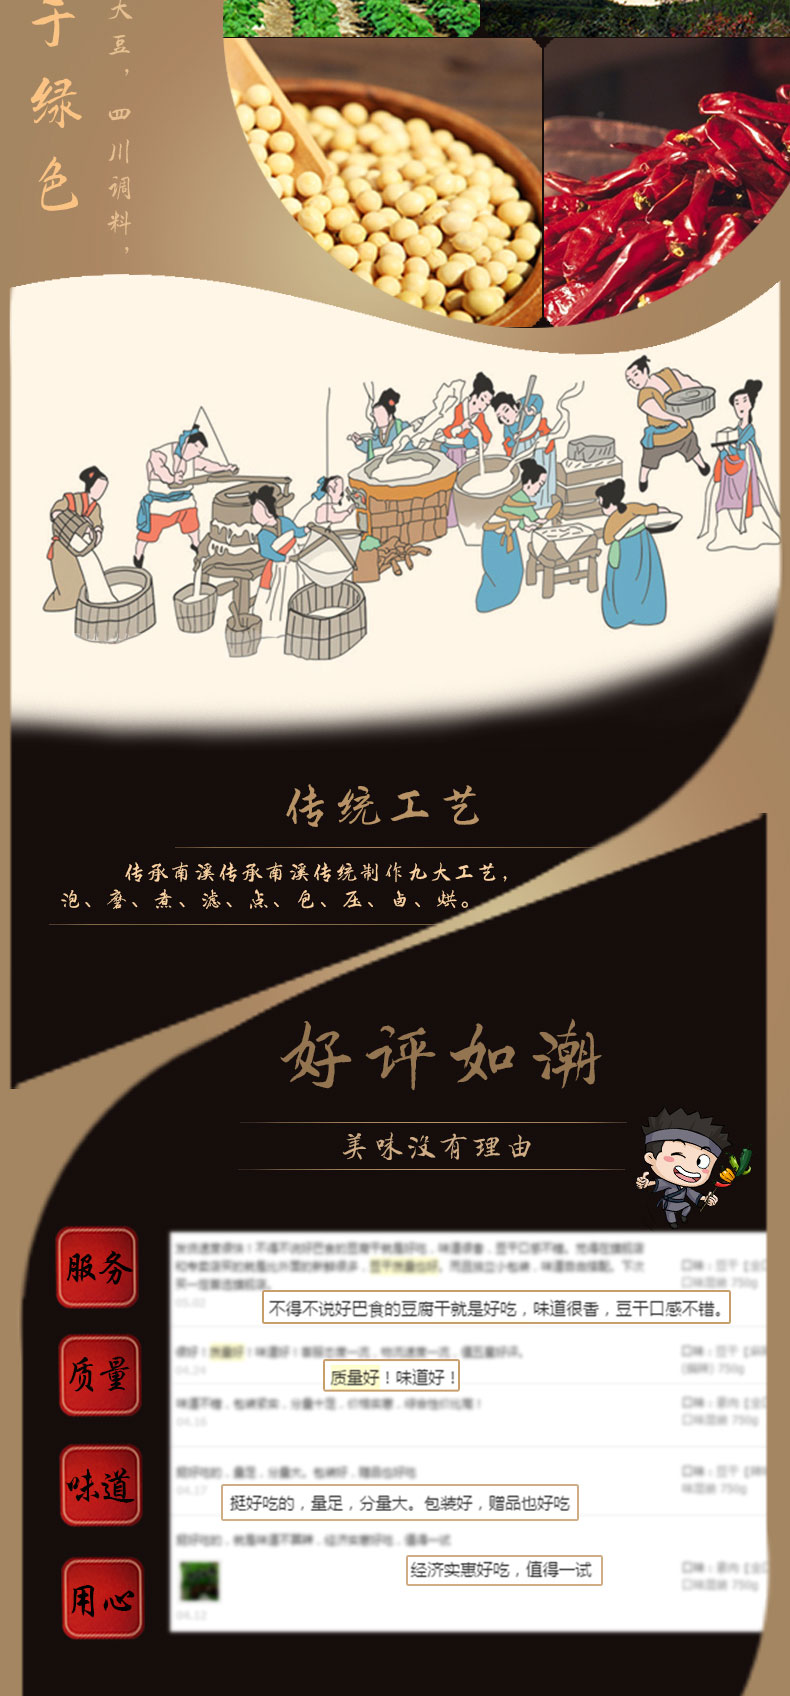 于绿色
大豆，四川调料，
传统工艺
传承南溪传承南溪传统制作九大工艺，
泡、磨、煮、滤、点、包、压、卤、烘。
好评如潮
美味没有理由
服务
质量
味道
用心
不得不说好巴食的豆腐干就是好吃，味道很香，豆干口感不错。
质量好！味道好！
挺好吃的，量足，分量大。包装好，赠品也好吃
经济实惠好吃，值得一试